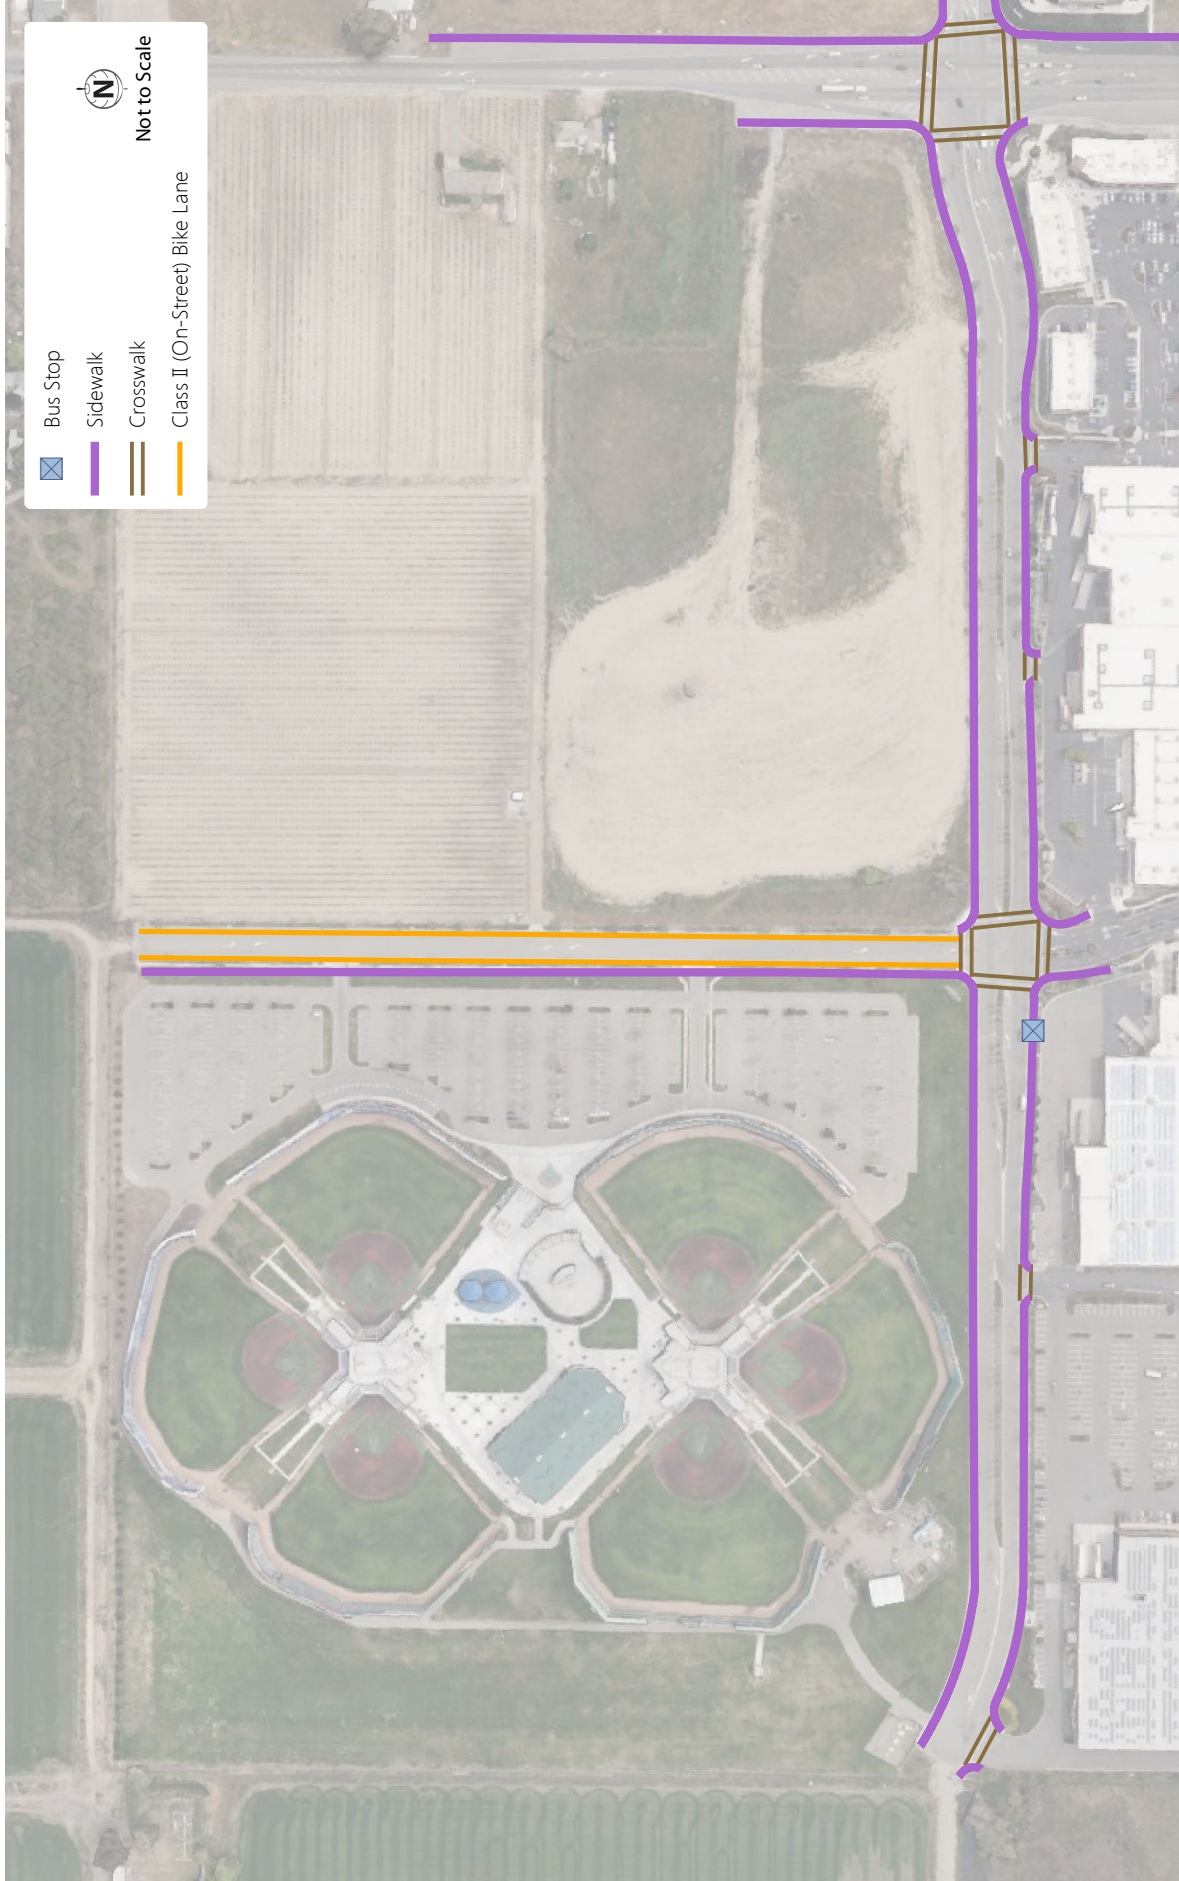 Bus Stop
Sidewalk
Crosswalk
Class II (On-Street) Bike Lane
N
Not to Scale